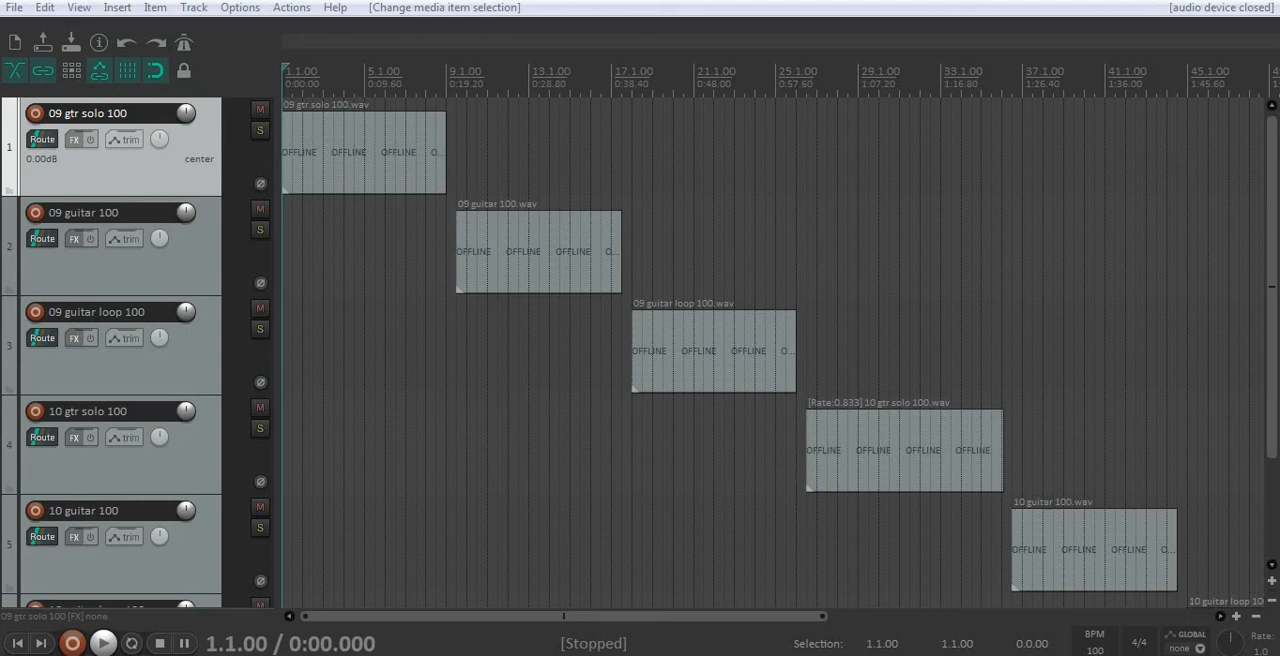 File Edit View Insert Item Track Options Actions Help [Change media item selection] [audio device closed]
1.1.00 5.1.00 9.1.00 13.1.00 17.1.00 21.1.00 25.1.00 29.1.00 33.1.00 37.1.00 41.1.00 45.1.00
0:00.00 0:09.60 0:19.20 0:28.80 0:38.40 0:48.00 0:57.60 1:07.20 1:16.80 1:26.40 1:36.00 1:45.60
09 gtr solo 100.wav
1 09 gtr solo 100 M
S
Route FX trim
0.00dB center
OFFLINE OFFLINE OFFLINE O...
09 guitar 100.wav
2 09 guitar 100 M
S
Route FX trim
OFFLINE OFFLINE OFFLINE O...
09 guitar loop 100.wav
3 09 guitar loop 100 M
S
Route FX trim
OFFLINE OFFLINE OFFLINE O...
[Rate:0.833] 10 gtr solo 100.wav
4 10 gtr solo 100 M
S
Route FX trim
OFFLINE OFFLINE OFFLINE OFFLINE
10 guitar 100.wav
5 10 guitar 100 M
S
Route FX trim
OFFLINE OFFLINE OFFLINE O...
10 guitar loop 10
09 gtr solo 100 [FX] none
1.1.00 / 0:00.000 [Stopped] Selection: 1.1.00 1.1.00 0.0.00 BPM 100 4/4 GLOBAL none Rate: 1.0